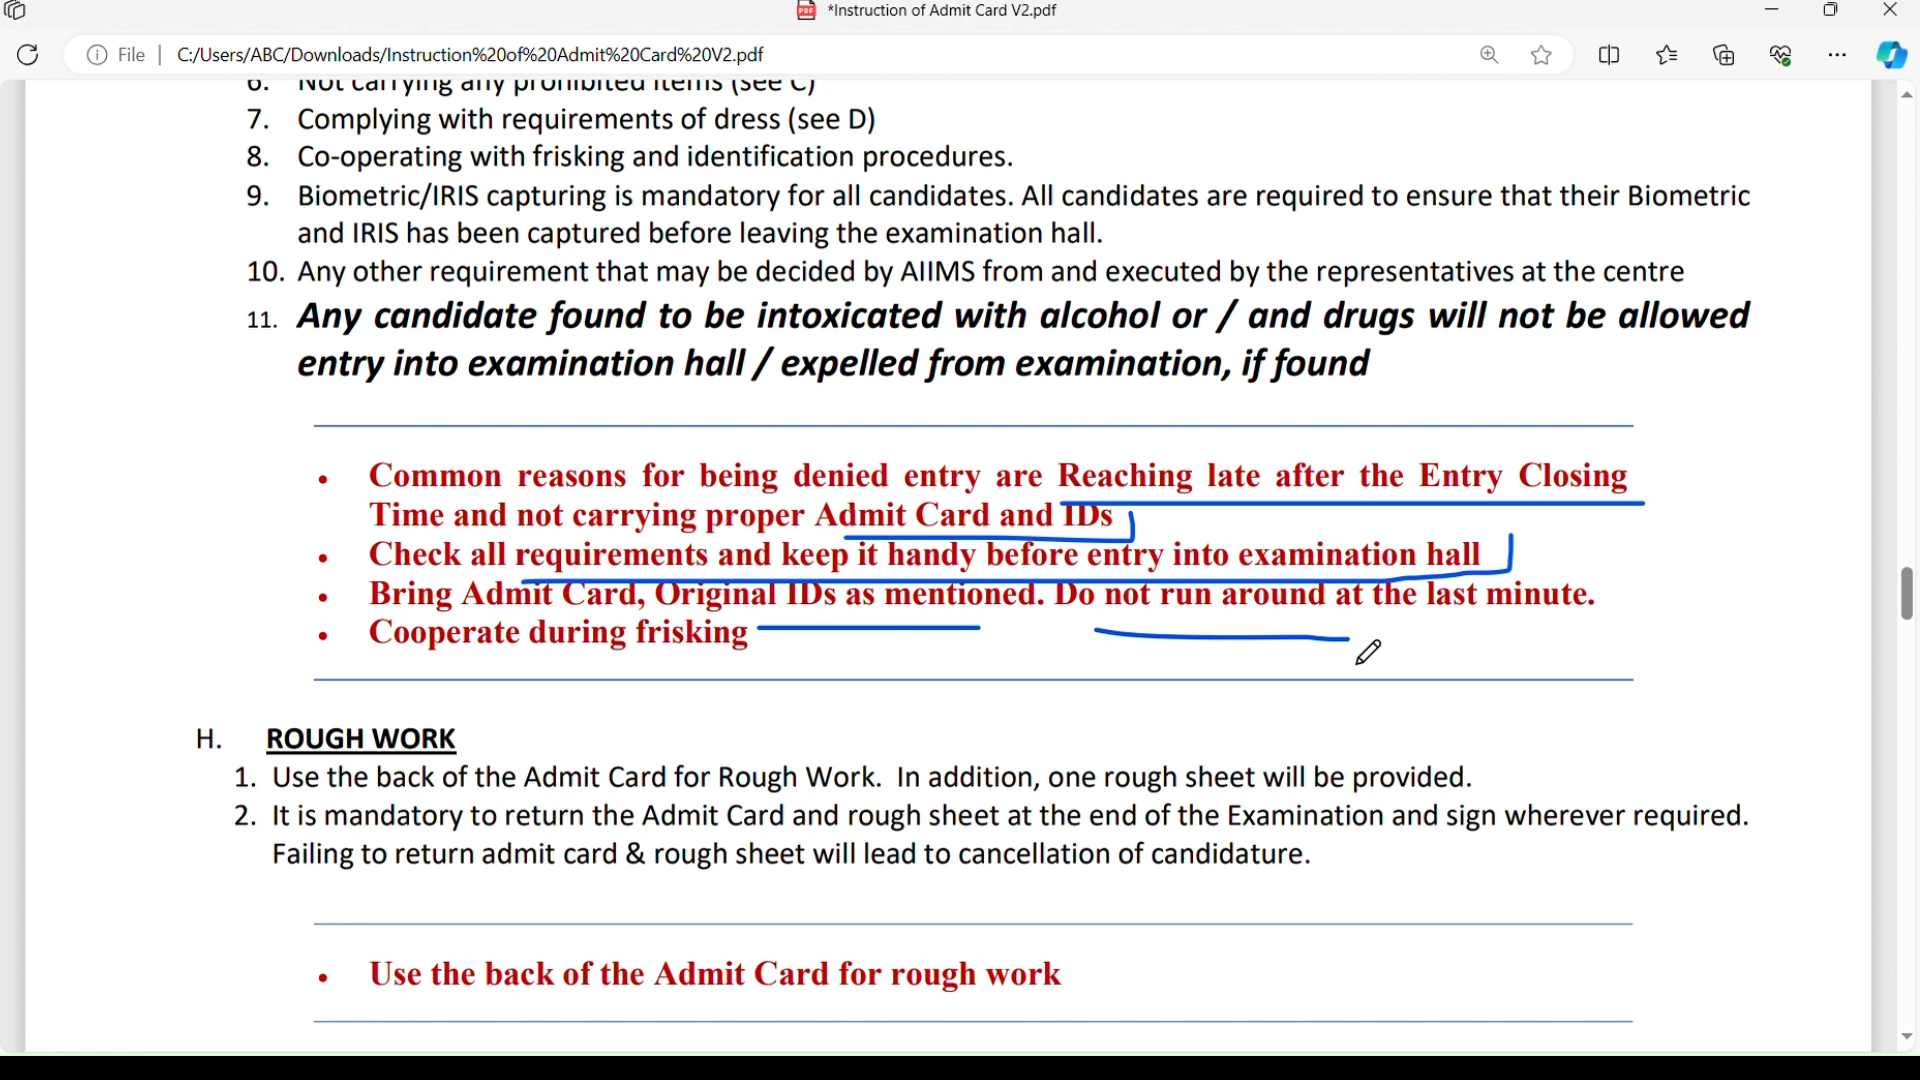 *Instruction of Admit Card V2.pdf
File | C:/Users/ABC/Downloads/Instruction%20of%20Admit%20Card%20V2.pdf
6. Not carrying any prohibited items (see C)
7. Complying with requirements of dress (see D)
8. Co-operating with frisking and identification procedures.
9. Biometric/IRIS capturing is mandatory for all candidates. All candidates are required to ensure that their Biometric
and IRIS has been captured before leaving the examination hall.
10. Any other requirement that may be decided by AIIMS from and executed by the representatives at the centre
11. Any candidate found to be intoxicated with alcohol or / and drugs will not be allowed
entry into examination hall / expelled from examination, if found
• Common reasons for being denied entry are Reaching late after the Entry Closing
Time and not carrying proper Admit Card and IDs
• Check all requirements and keep it handy before entry into examination hall
• Bring Admit Card, Original IDs as mentioned. Do not run around at the last minute.
• Cooperate during frisking
H. ROUGH WORK
1. Use the back of the Admit Card for Rough Work. In addition, one rough sheet will be provided.
2. It is mandatory to return the Admit Card and rough sheet at the end of the Examination and sign wherever required.
Failing to return admit card & rough sheet will lead to cancellation of candidature.
• Use the back of the Admit Card for rough work